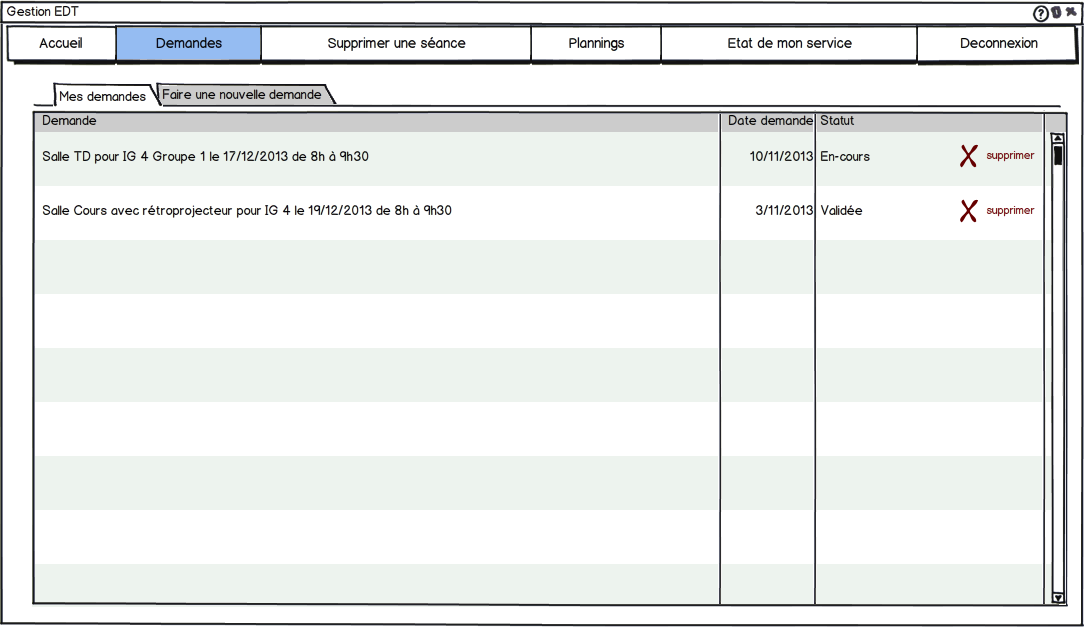 Gestion EDT
Accueil Demandes Supprimer une séance Plannings Etat de mon service Deconnexion
Mes demandes Faire une nouvelle demande
Demande Date demande Statut
Salle TD pour IG 4 Groupe 1 le 17/12/2013 de 8h à 9h30 10/11/2013 En-cours supprimer
Salle Cours avec rétroprojecteur pour IG 4 le 19/12/2013 de 8h à 9h30 3/11/2013 Validée supprimer